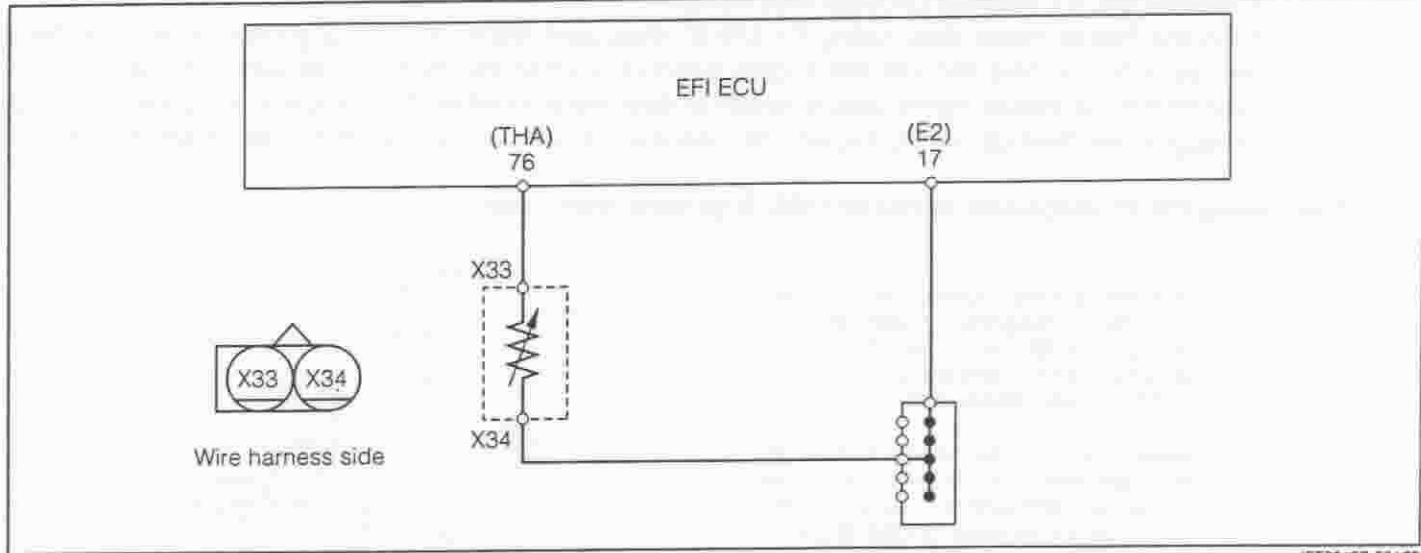 EFI ECU
(THA)
76
(E2)
17
X33
X33 X34
X34
Wire harness side